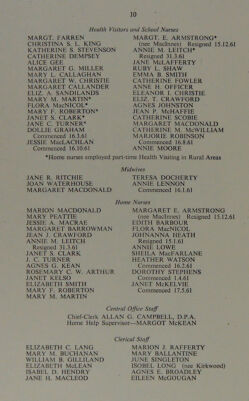 10
Health Visitors and School Nurses
MARGT. FARREN
CHRISTINA S. L. KING
KATHERINE S. STEVENSON
CATHERINE DEMPSEY
ALICE GEE
MARGARET G. MILLER
MARY L. CALLAGHAN
MARGARET W. CHRISTIE
MARGARET CALLANDER
ELIZ. A. SANDILANDS
MARY M. MARTIN*
FLORA MacNICOL*
MARY F. ROBERTON*
JANET S. CLARK*
JANE C. TURNER*
DOLLIE GRAHAM
Commenced 16.3.61
JESSIE MacLACHLAN
Commenced 16.10.61
MARGT. E. ARMSTRONG*
(nee MacInnes) Resigned 15.12.61
ANNIE M. LEITCH*
Resigned 31.3.61
JANE McLAFFERTY
RUBY L. SHAW
EMMA B. SMITH
CATHERINE FOWLER
ANNE H. OFFICER
ELEANOR I. CHRISTIE
ELIZ. T. CRAWFORD
AGNES JOHNSTON
JEAN P. MEHAFFIE
CATHERINE SCOBIE
MARGARET MACDONALD
CATHERINE M. McWILLIAM
MARJORIE ROBINSON
Commenced 16.8.61
ANNIE MOORE
*Home nurses employed part-time Health Visiting in Rural Areas
Midwives
JANE R. RITCHIE
JOAN WATERHOUSE
MARGARET MACDONALD
TERESA DOCHERTY
ANNIE LENNON
Commenced 16.1.61
Home Nurses
MARION MACDONALD
MARY PEATTIE
JESSIE A. MACRAE
MARGARET BARROWMAN
JEAN J. CRAWFORD
ANNIE M. LEITCH
Resigned 31.3.61
JANET S. CLARK
J. C. TURNER
AGNES G. KEAN
ROSEMARY C. W. ARTHUR
JANET KELSO
ELIZABETH SMITH
MARY F. ROBERTON
MARY M. MARTIN
MARGARET E. ARMSTRONG
(nee MacInnes) Resigned 15.12.61
EDITH BARBOUR
FLORA MacNICOL
JOHNANNA HEATH
Resigned 15.1.61
ANNIE LOWE
SHEILA MacFARLANE
HEATHER WATSON
Commenced 16.2.61
DOROTHY STEPHENS
Commenced 1.4.61
JANET McKELVIE
Commenced 17.5.61
Central Office Staff
Chief-Clerk ALLAN G. CAMPBELL, D.P.A.
Home Help Supervisor—MARGOT McKEAN
Clerical Staff
ELIZABETH C. LANG
MARY M. BUCHANAN
WILLIAM B. GILLILAND
ELIZABETH McLEAN
ISABEL D. HENDRY
JANE H. MACLEOD
MARION J. RAFFERTY
MARY BALLANTINE
JUNE SINGLETON
ISOBEL LONG (nee Kirkwood)
AGNES E. BROADLEY
EILEEN McGOUGAN